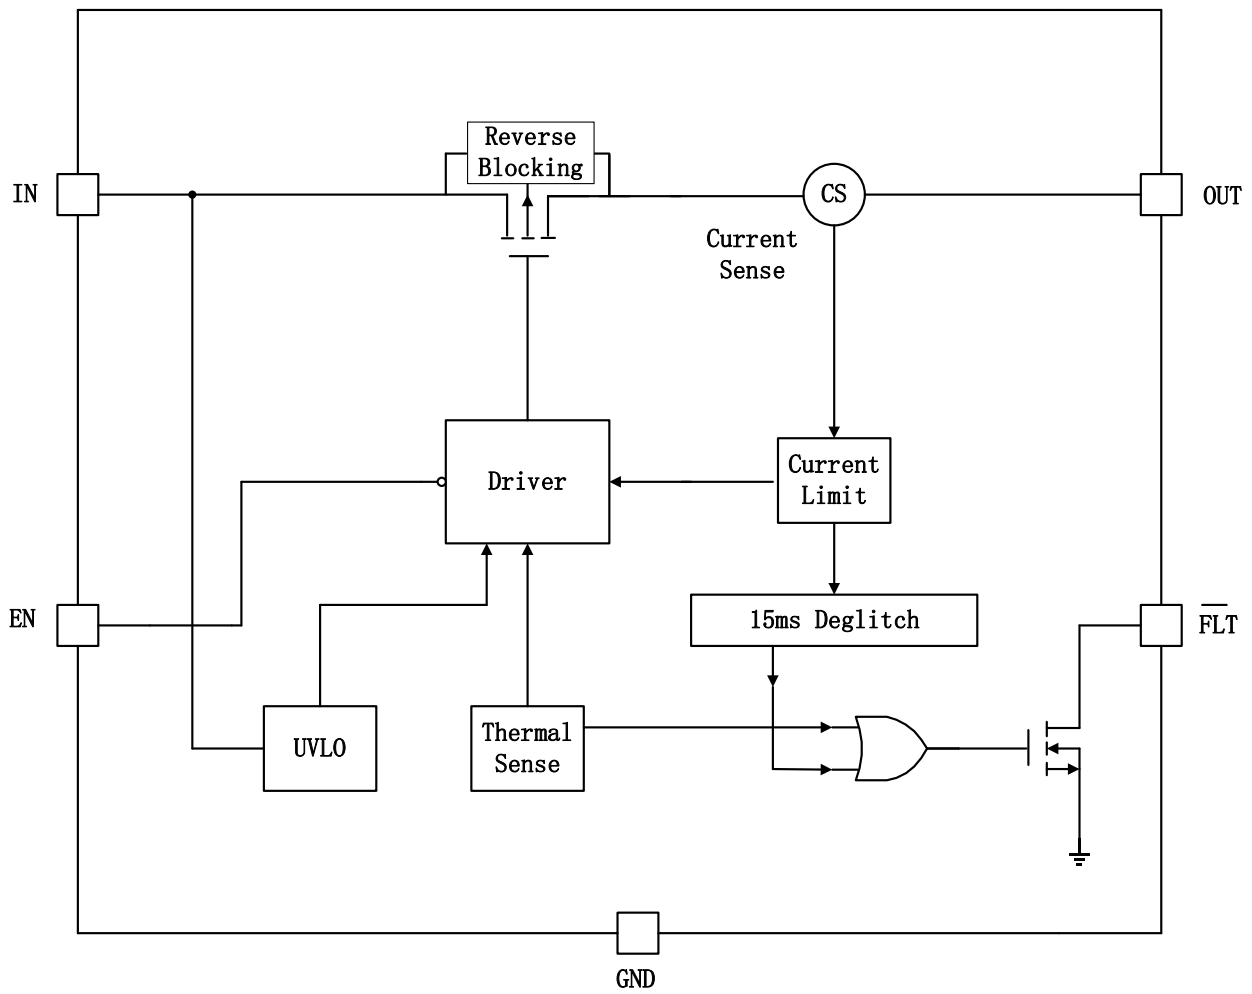 Reverse
Blocking
IN
CS
OUT
Current
Sense
Driver
Current
Limit
EN
15ms Deglitch
FLT
UVLO
Thermal
Sense
GND